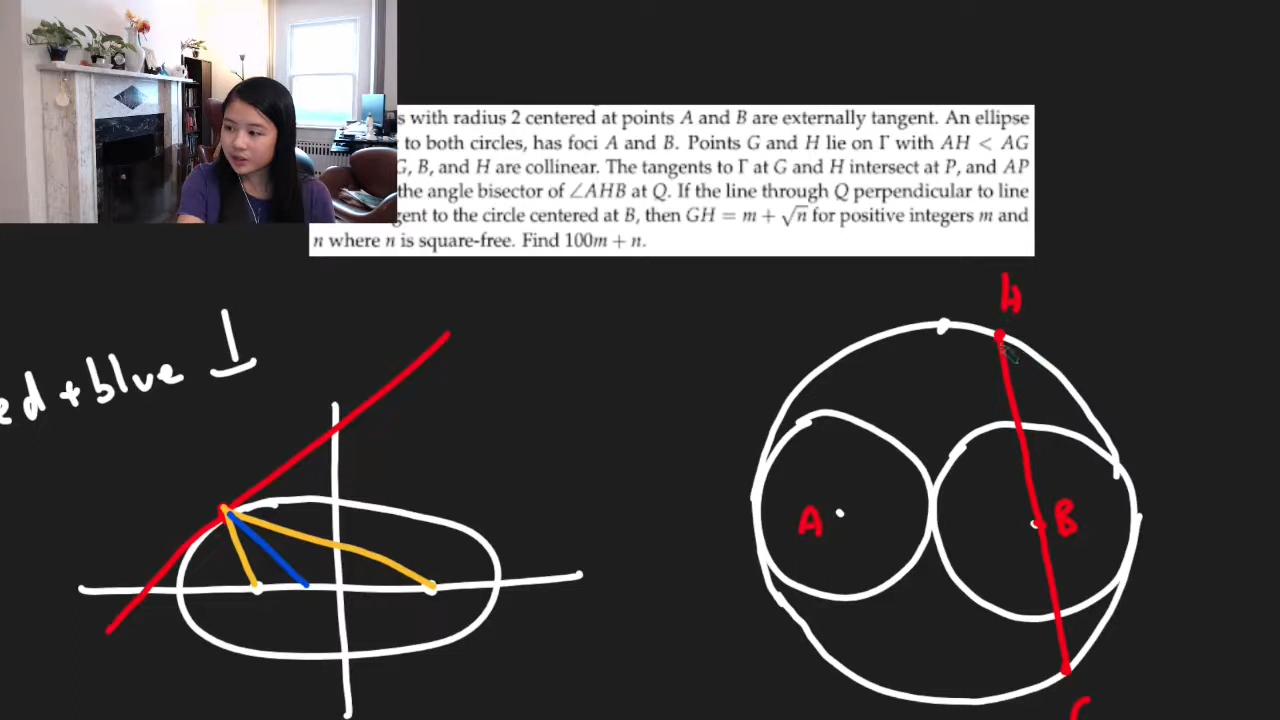 s with radius 2 centered at points A and B are externally tangent. An ellipse
to both circles, has foci A and B. Points G and H lie on Γ with AH < AG
G, B, and H are collinear. The tangents to Γ at G and H intersect at P, and AP
the angle bisector of ∠AHB at Q. If the line through Q perpendicular to line
gent to the circle centered at B, then GH = m + √n for positive integers m and
n where n is square-free. Find 100m + n.
H
ed + blue ⊥
A
B